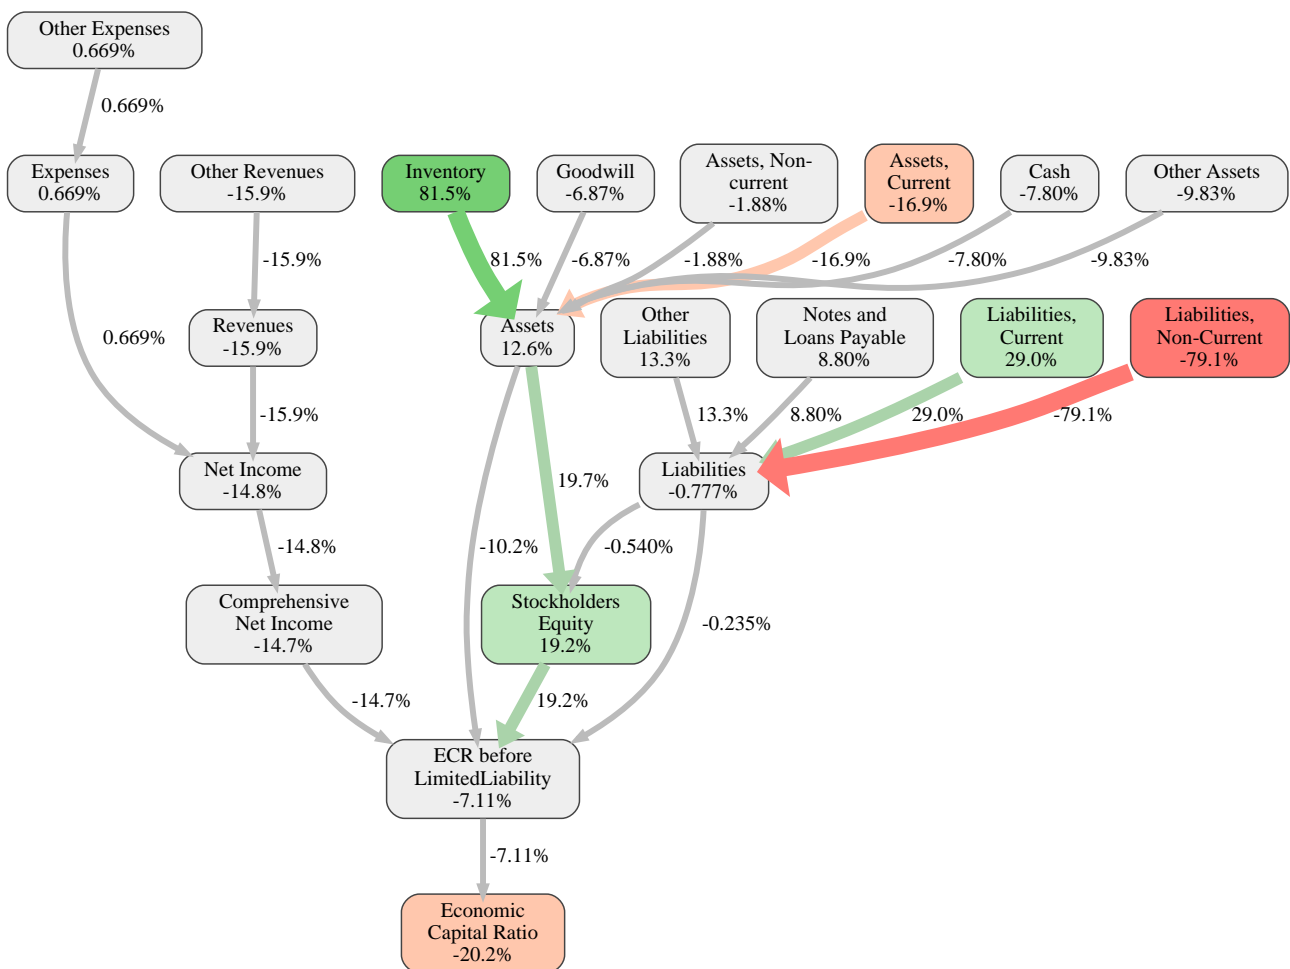 Other Expenses
0.669%
0.669%
Expenses
0.669%
Other Revenues
-15.9%
Inventory
81.5%
Goodwill
-6.87%
Assets, Non-
current
-1.88%
Assets,
Current
-16.9%
Cash
-7.80%
Other Assets
-9.83%
-15.9%
81.5%
-6.87%
-1.88%
-16.9%
-7.80%
-9.83%
0.669%
Revenues
-15.9%
Assets
12.6%
Other
Liabilities
13.3%
Notes and
Loans Payable
8.80%
Liabilities,
Current
29.0%
Liabilities,
Non-Current
-79.1%
-15.9%
13.3%
8.80%
29.0%
-79.1%
Net Income
-14.8%
19.7%
Liabilities
-0.777%
-14.8%
-10.2%
-0.540%
Comprehensive
Net Income
-14.7%
Stockholders
Equity
19.2%
-0.235%
-14.7%
19.2%
ECR before
LimitedLiability
-7.11%
-7.11%
Economic
Capital Ratio
-20.2%